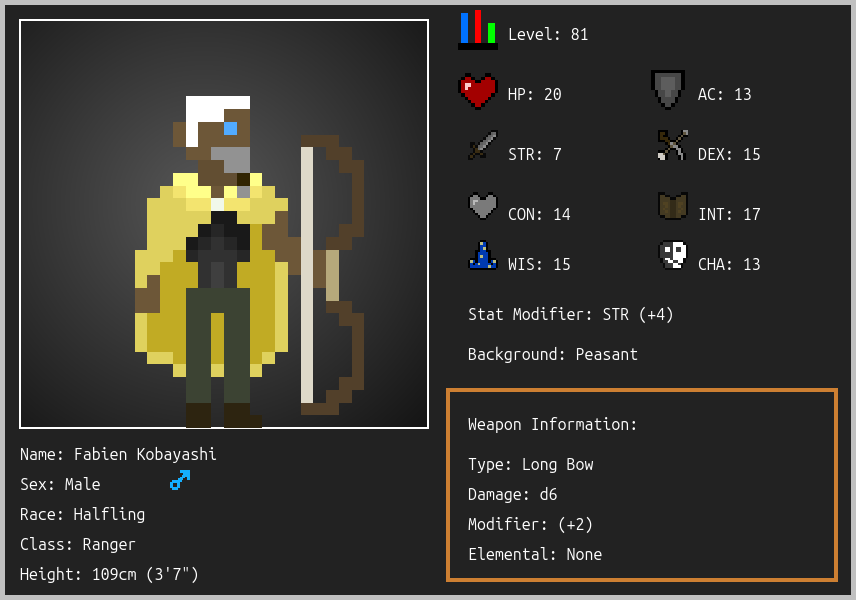 Level: 81
HP: 20
AC: 13
STR: 7
DEX: 15
CON: 14
INT: 17
WIS: 15
CHA: 13
Stat Modifier: STR (+4)
Background: Peasant
Weapon Information:
Type: Long Bow
Damage: d6
Modifier: (+2)
Elemental: None
Name: Fabien Kobayashi
Sex: Male
Race: Halfling
Class: Ranger
Height: 109cm (3'7")